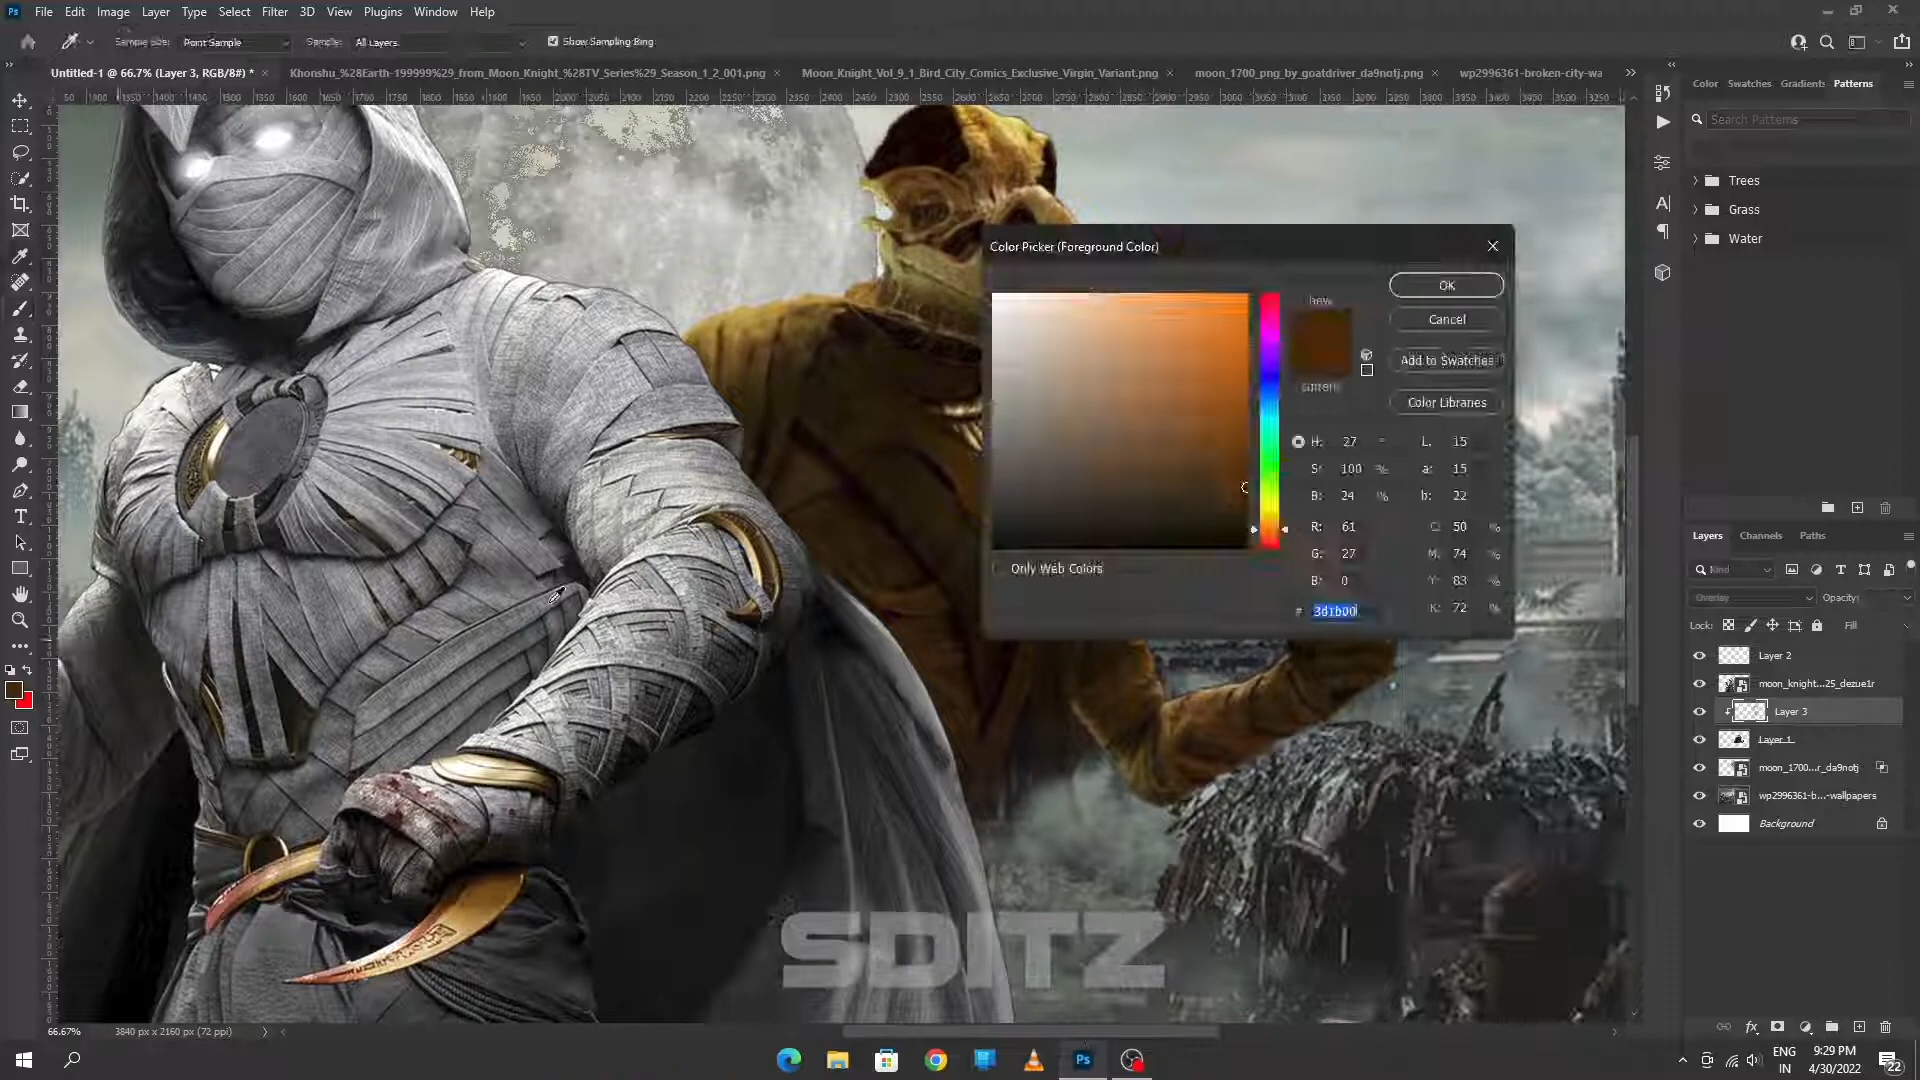 Ps File Edit Image Layer Type Select Filter 3D View Plugins Window Help
Sample Size: Point Sample Sample: All Layers Show Sampling Ring
Untitled-1 @ 66.7% (Layer 3, RGB/8#) * × Khonshu_%28Earth-199999%29_from_Moon_Knight_%28TV_Series%29_Season_1_2_001.png × Moon_Knight_Vol_9_1_Bird_City_Comics_Exclusive_Virgin_Variant.png × moon_1700_png_by_goatdriver_da9notj.png × wp2996361-broken-city-wa
Color Swatches Gradients Patterns
Search Patterns
Trees
Grass
Water
Color Picker (Foreground Color)
new
current
OK
Cancel
Add to Swatches
Color Libraries
H: 27 °
S: 100 %
B: 24 %
R: 61
G: 27
B: 0
L: 15
a: 15
b: 22
C: 50 %
M: 74 %
Y: 83 %
K: 72 %
Only Web Colors
# 3d1b00
Layers Channels Paths
Kind
Overlay Opacity:
Lock: Fill
Layer 2
moon_knight...25_dezue1r
Layer 3
Layer 1
moon_1700...r_da9notj
wp2996361-b...-wallpapers
Background
SDITZ
66.67% 3840 px x 2160 px (72 ppi)
ENG
IN
9:29 PM
4/30/2022
22